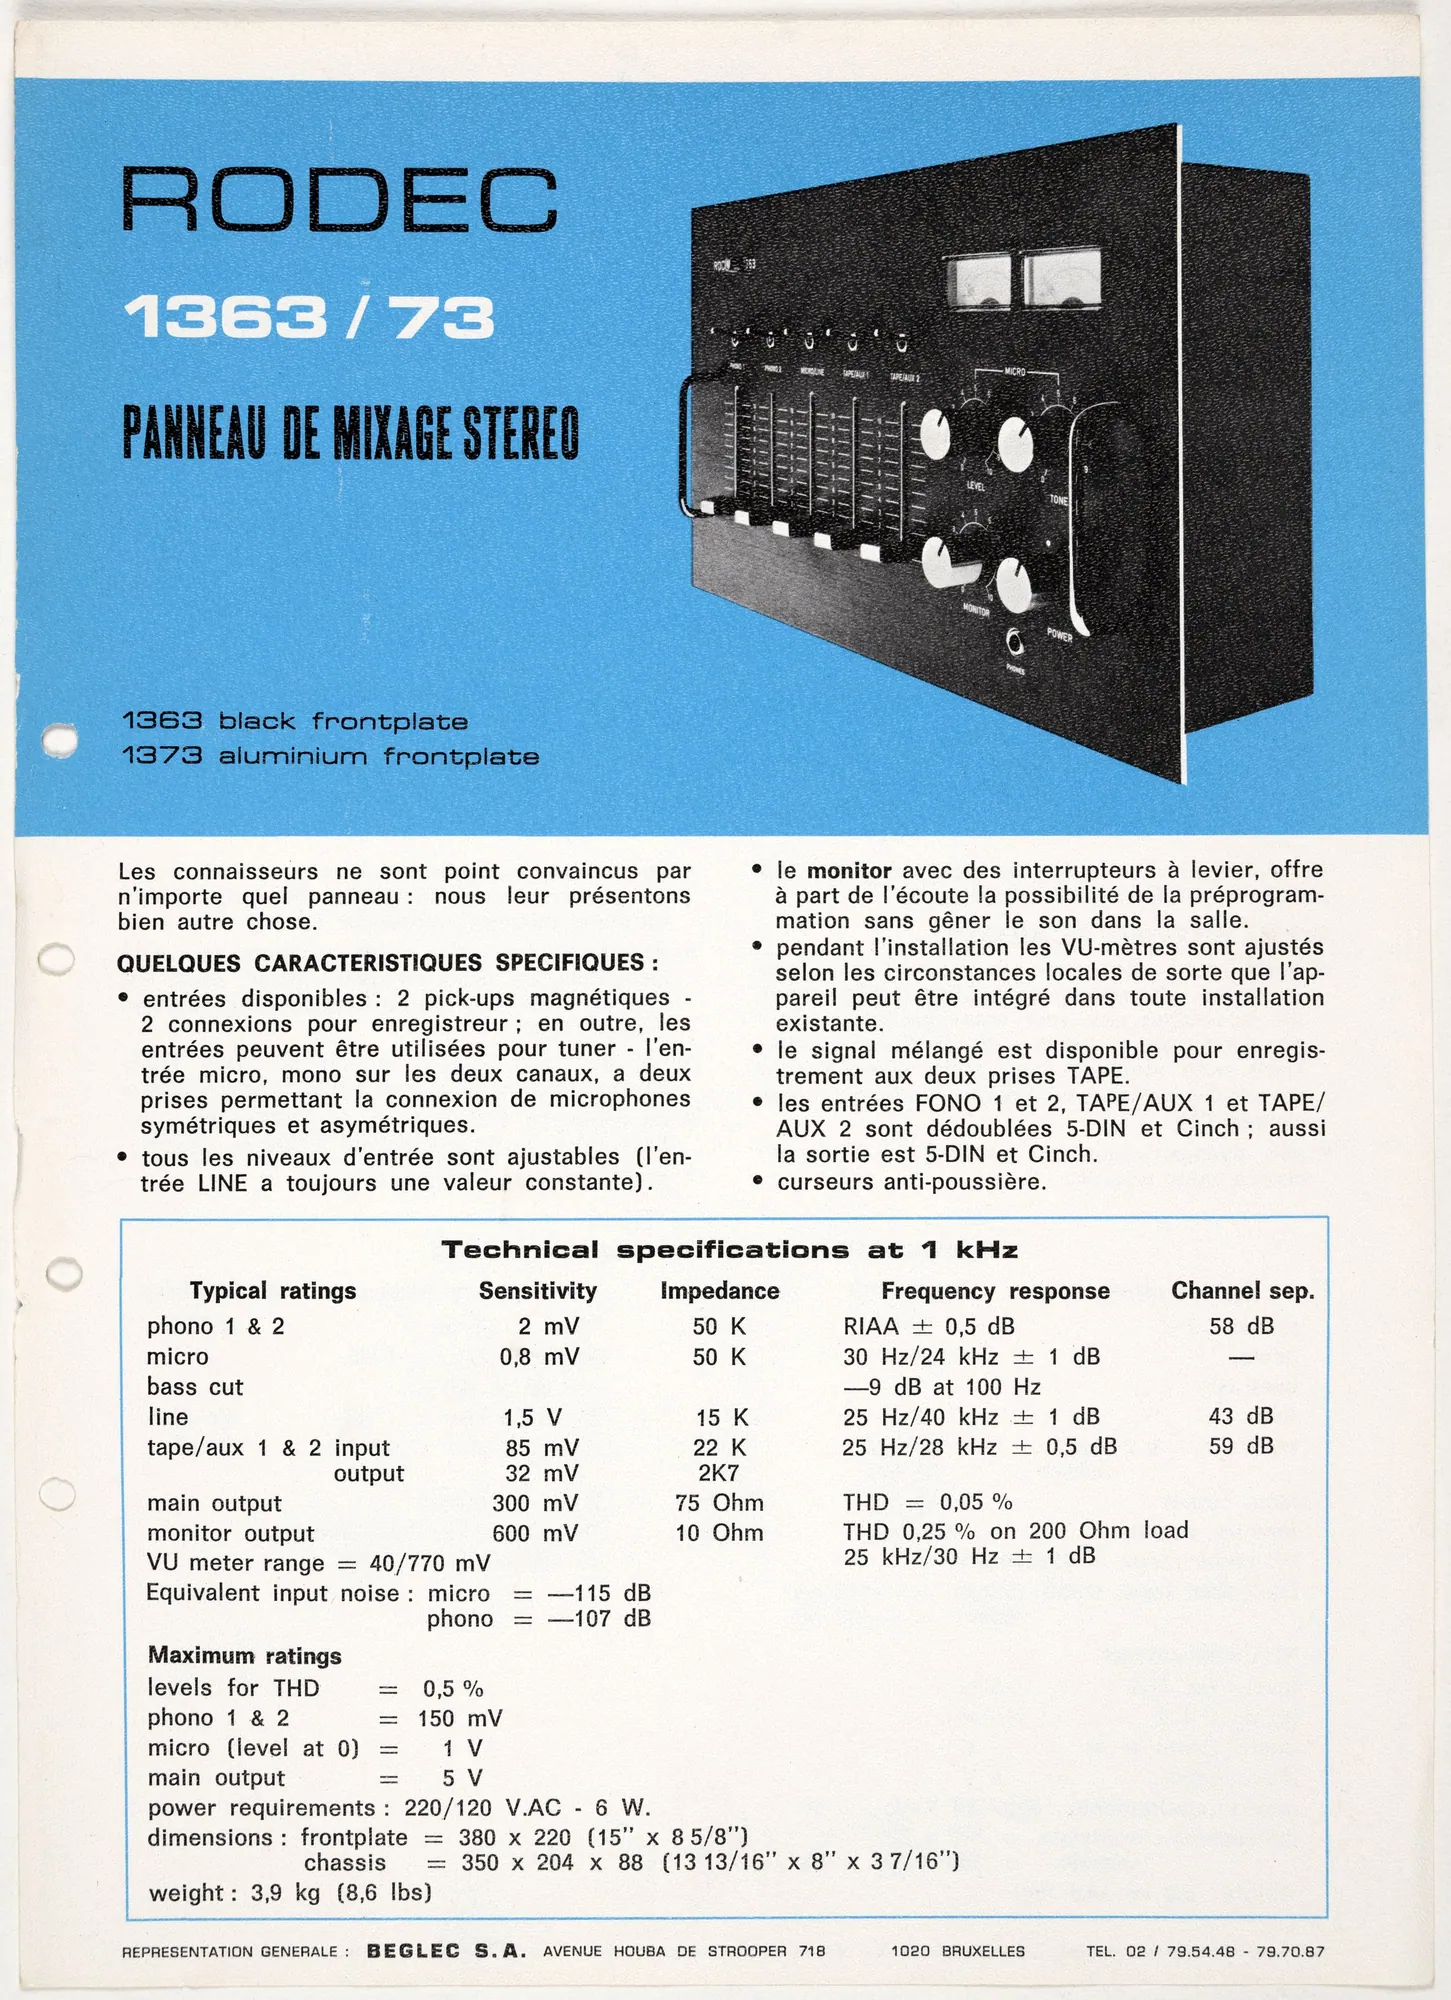 RODEC
1363 / 73
PANNEAU DE MIXAGE STEREO
PHONO 1
PHONO 2
MICRO/LINE
TAPE/AUX 1
TAPE/AUX 2
MICRO
LEVEL
TONE
MONITOR
POWER
PHONES
1363 black frontplate
1373 aluminium frontplate
Les connaisseurs ne sont point convaincus par
n'importe quel panneau : nous leur présentons
bien autre chose.
QUELQUES CARACTERISTIQUES SPECIFIQUES :
• entrées disponibles : 2 pick-ups magnétiques -
2 connexions pour enregistreur ; en outre, les
entrées peuvent être utilisées pour tuner - l'en-
trée micro, mono sur les deux canaux, a deux
prises permettant la connexion de microphones
symétriques et asymétriques.
• tous les niveaux d'entrée sont ajustables (l'en-
trée LINE a toujours une valeur constante).
• le monitor avec des interrupteurs à levier, offre
à part de l'écoute la possibilité de la préprogram-
mation sans gêner le son dans la salle.
• pendant l'installation les VU-mètres sont ajustés
selon les circonstances locales de sorte que l'ap-
pareil peut être intégré dans toute installation
existante.
• le signal mélangé est disponible pour enregis-
trement aux deux prises TAPE.
• les entrées FONO 1 et 2, TAPE/AUX 1 et TAPE/
AUX 2 sont dédoublées 5-DIN et Cinch ; aussi
la sortie est 5-DIN et Cinch.
• curseurs anti-poussière.
Technical specifications at 1 kHz
Typical ratings Sensitivity Impedance Frequency response Channel sep.
phono 1 & 2 2 mV 50 K RIAA ± 0,5 dB 58 dB
micro 0,8 mV 50 K 30 Hz/24 kHz ± 1 dB —
bass cut —9 dB at 100 Hz
line 1,5 V 15 K 25 Hz/40 kHz ± 1 dB 43 dB
tape/aux 1 & 2 input 85 mV 22 K 25 Hz/28 kHz ± 0,5 dB 59 dB
output 32 mV 2K7
main output 300 mV 75 Ohm THD = 0,05 %
monitor output 600 mV 10 Ohm THD 0,25 % on 200 Ohm load
25 kHz/30 Hz ± 1 dB
VU meter range = 40/770 mV
Equivalent input noise : micro = —115 dB
phono = —107 dB
Maximum ratings
levels for THD = 0,5 %
phono 1 & 2 = 150 mV
micro (level at 0) = 1 V
main output = 5 V
power requirements : 220/120 V.AC - 6 W.
dimensions : frontplate = 380 x 220 (15" x 8 5/8")
chassis = 350 x 204 x 88 (13 13/16" x 8" x 3 7/16")
weight : 3,9 kg (8,6 lbs)
REPRESENTATION GENERALE : BEGLEC S.A. AVENUE HOUBA DE STROOPER 718 1020 BRUXELLES TEL. 02 / 79.54.48 - 79.70.87